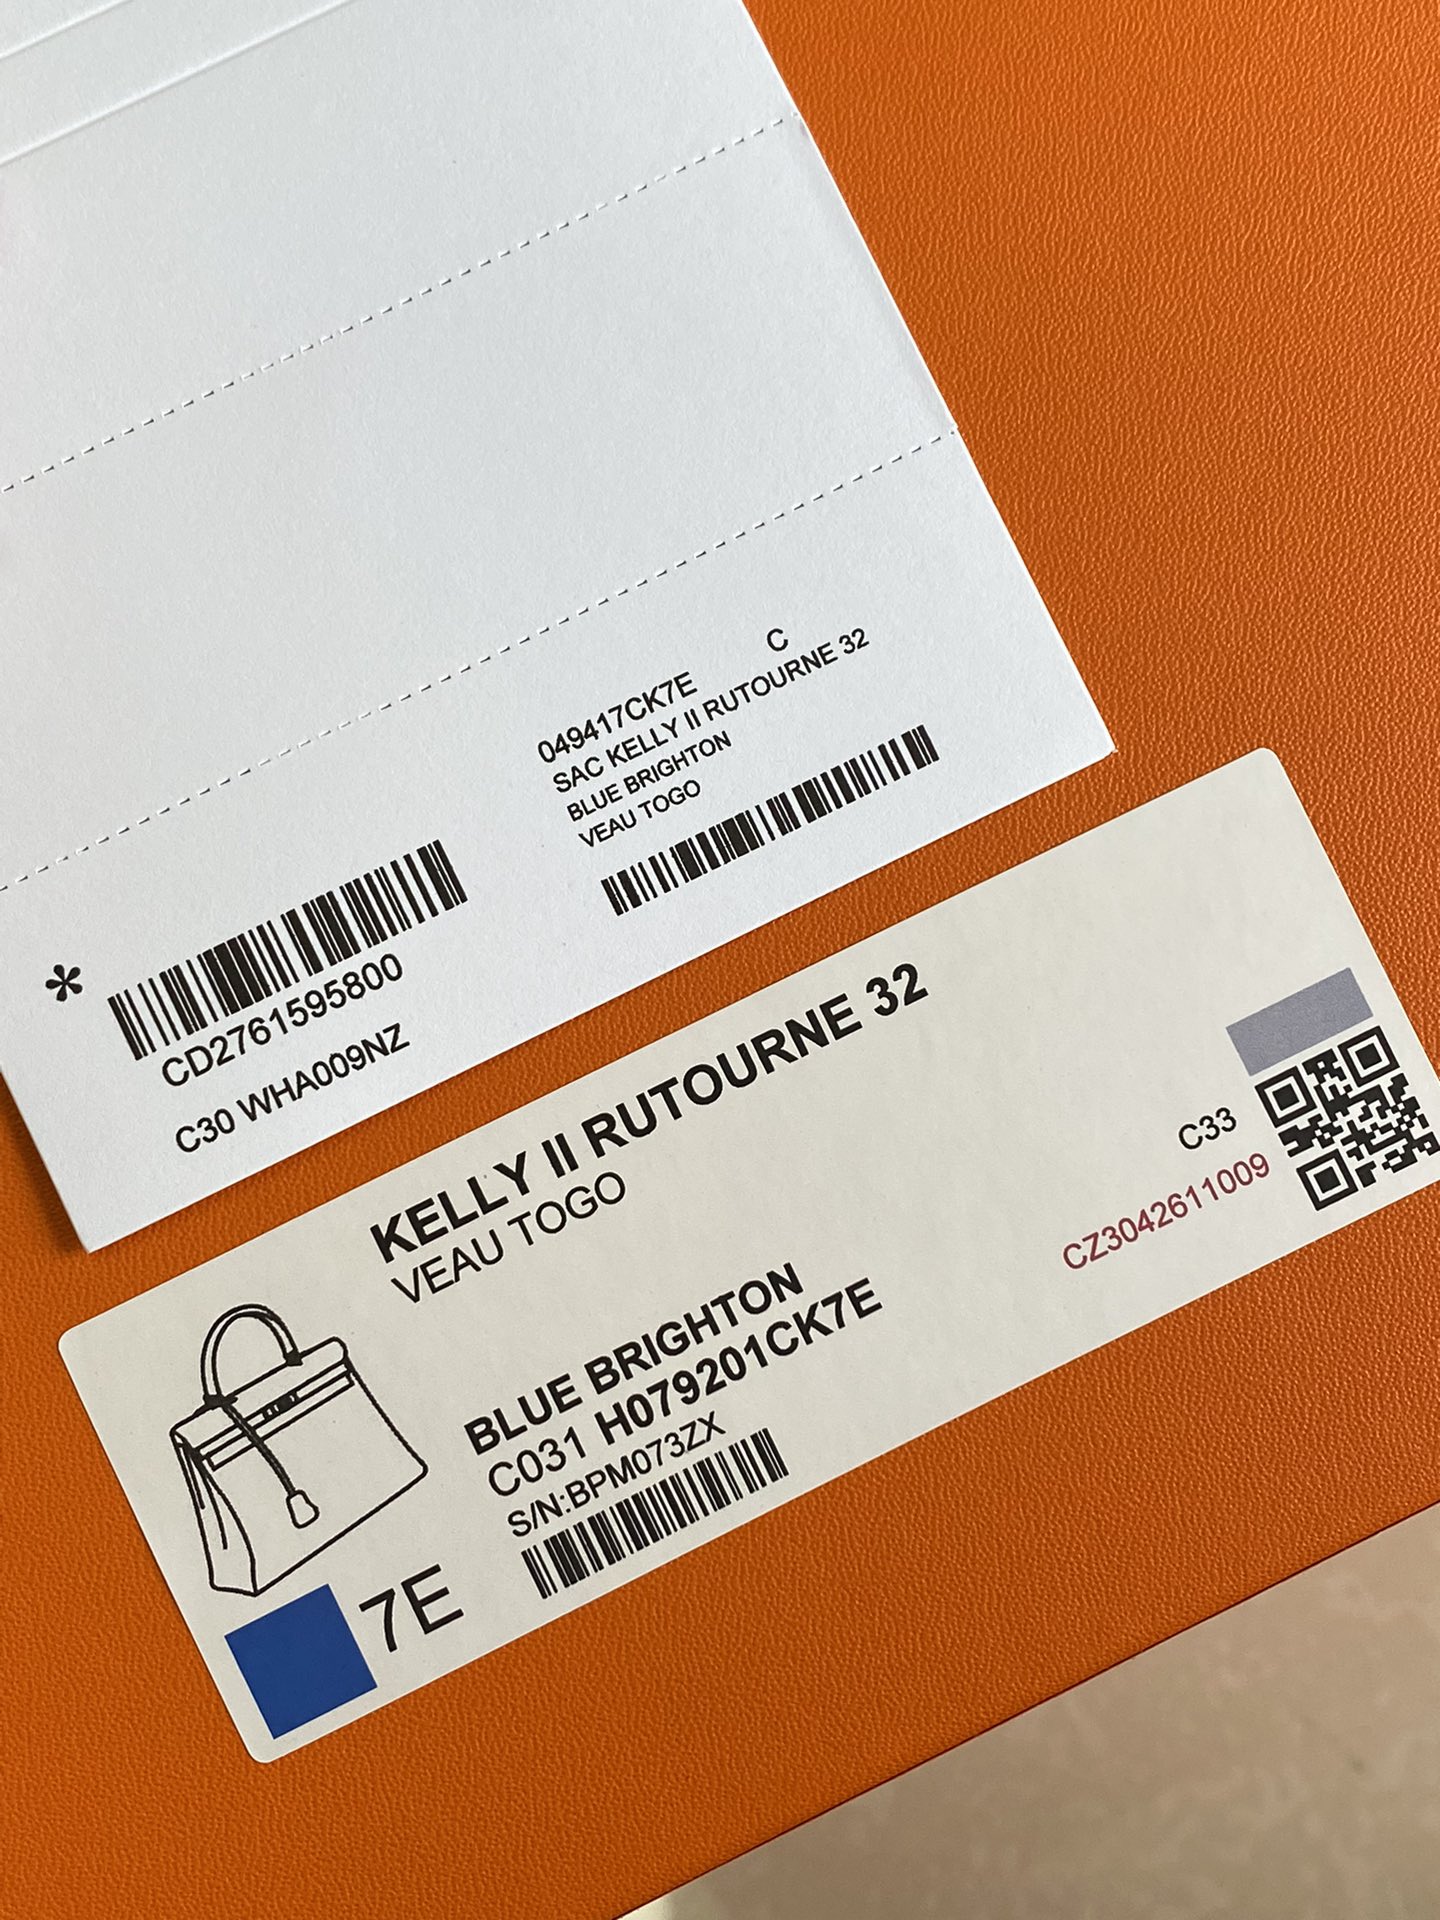 049417CK7E C
SAC KELLY II RUTOURNE 32
BLUE BRIGHTON
VEAU TOGO
*
CD2761595800
C30 WHA009NZ
KELLY II RUTOURNE 32
VEAU TOGO
BLUE BRIGHTON
C031 H079201CK7E
S/N:BPM073ZX
7E
C33
CZ3042611009